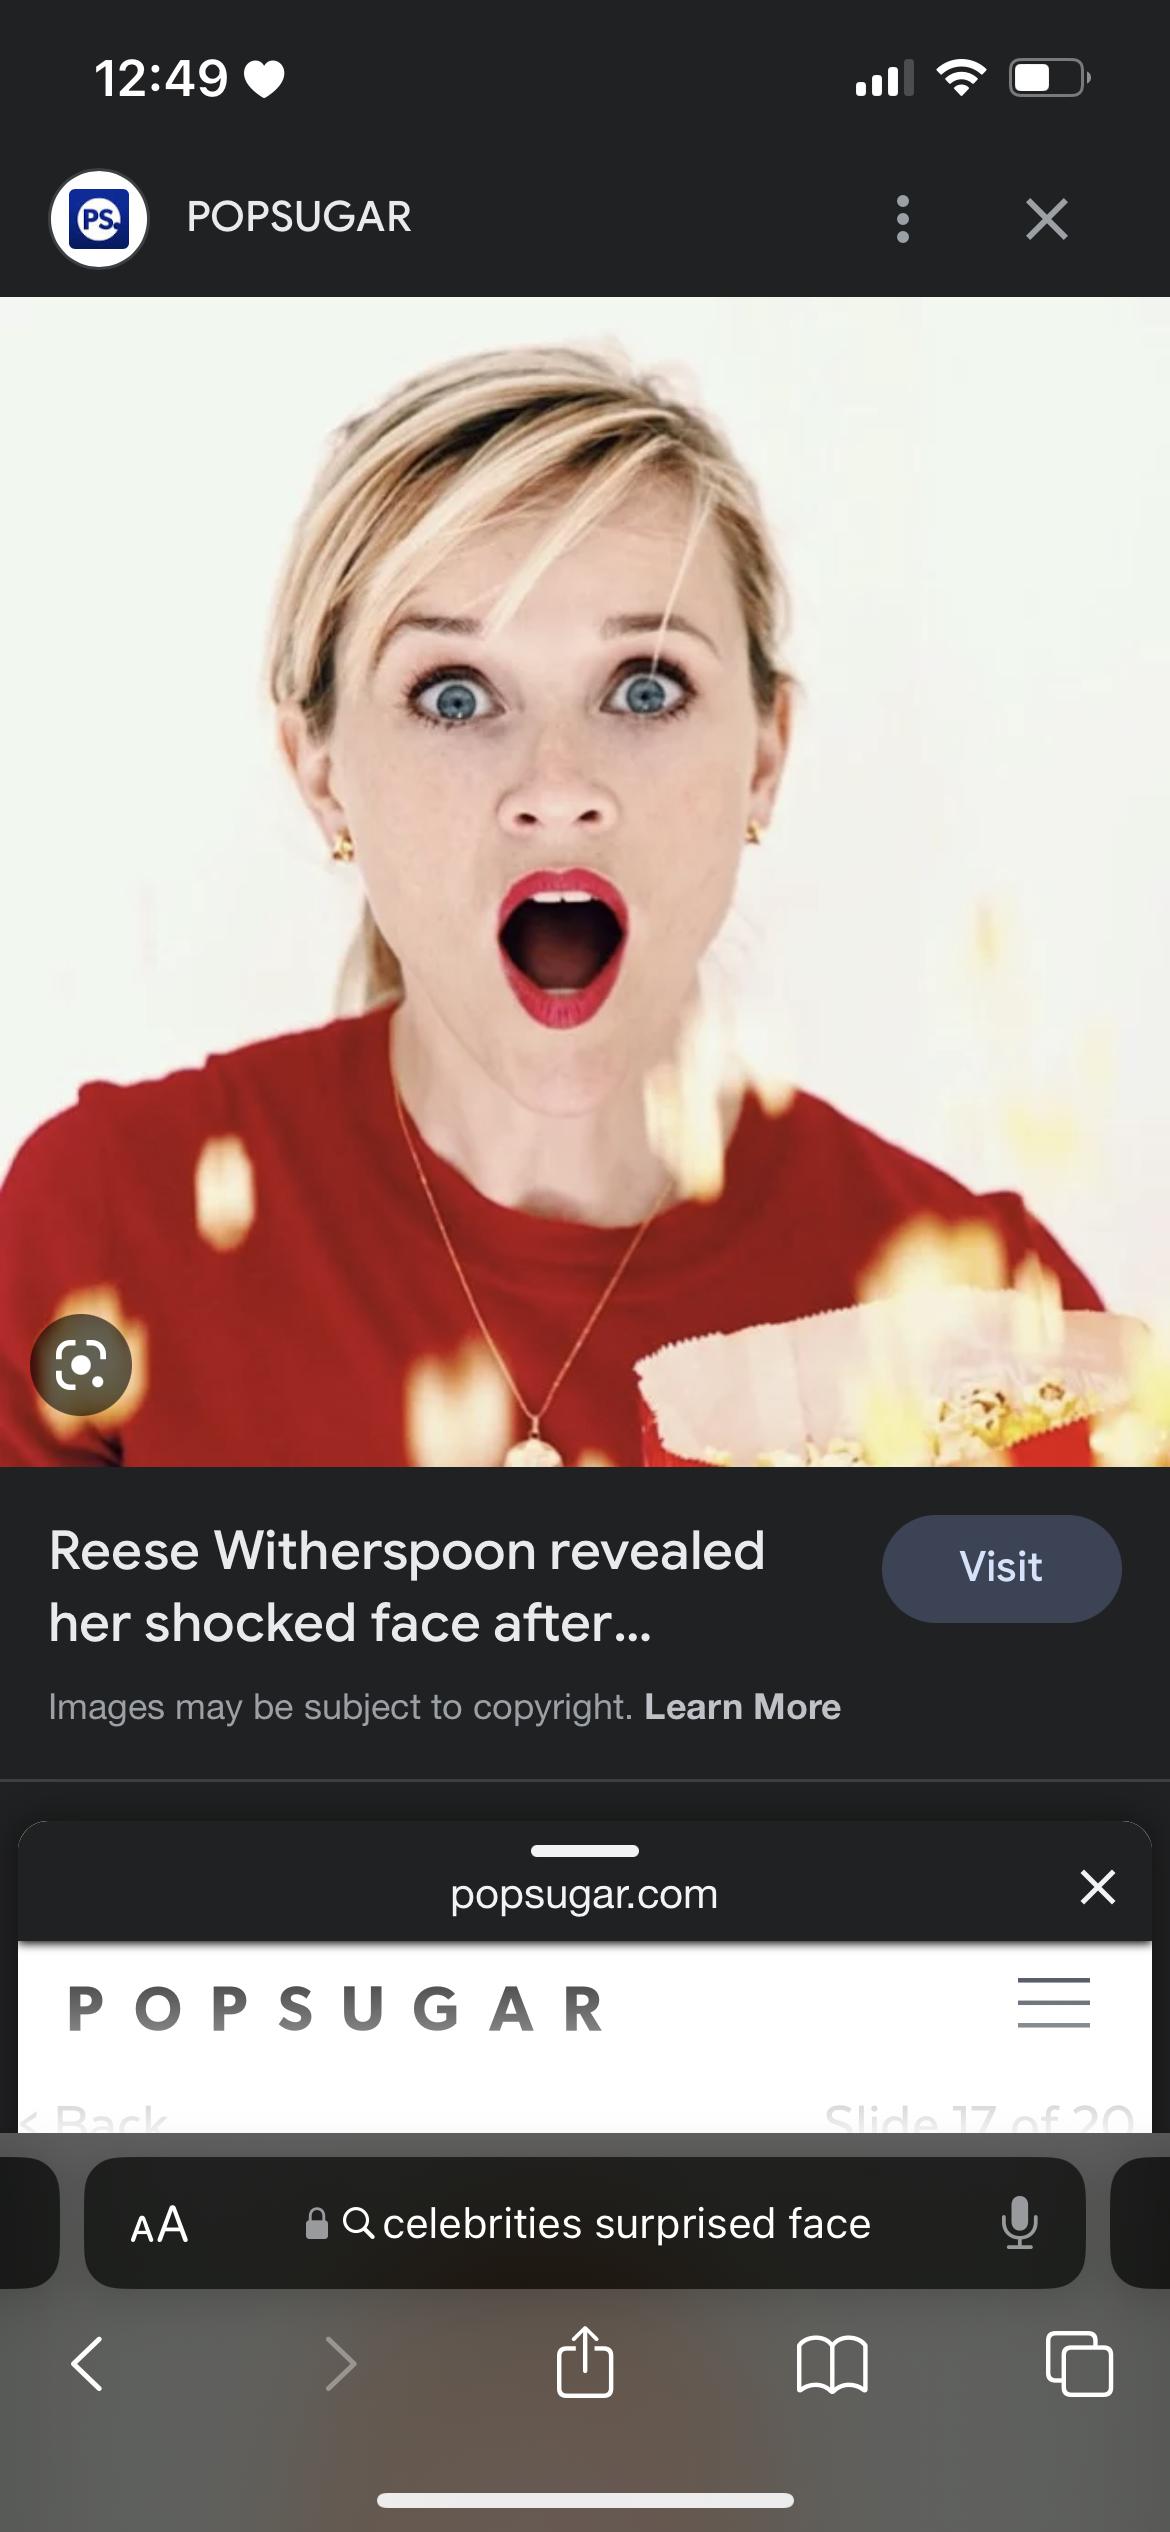 12:49
PS.
POPSUGAR
Reese Witherspoon revealed
her shocked face after...
Visit
Images may be subject to copyright. Learn More
popsugar.com
POPSUGAR
< Back
Slide 17 of 20
AA
celebrities surprised face